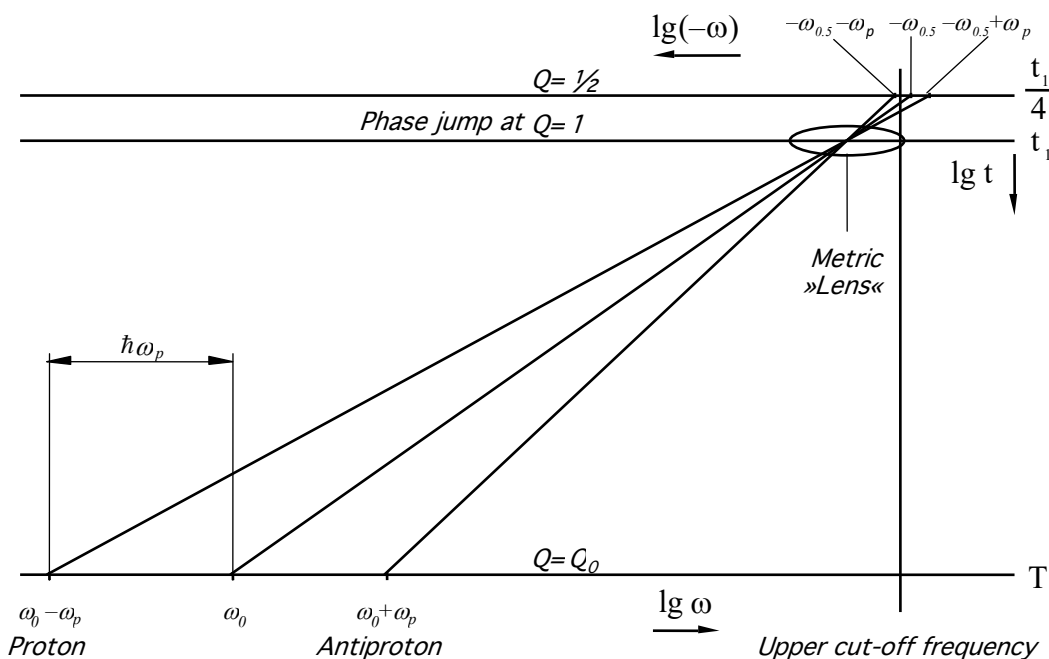 lg(−ω)
−ω₀.₅−ωₚ −ω₀.₅ −ω₀.₅+ωₚ
Q= ½
t₁/4
Phase jump at Q= 1
t₁
lg t
Metric
»Lens«
ℏωₚ
Q= Q₀
T
ω₀−ωₚ ω₀ ω₀+ωₚ lg ω
Proton Antiproton Upper cut-off frequency